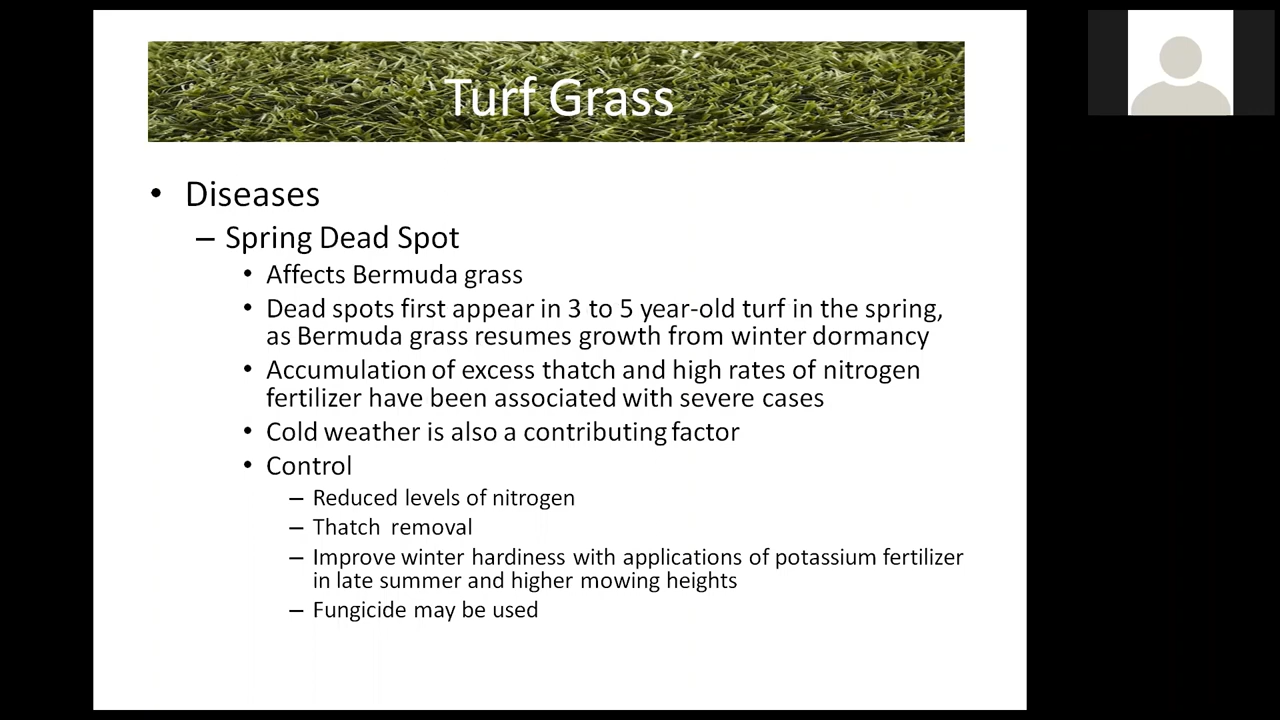 Turf Grass
• Diseases
– Spring Dead Spot
• Affects Bermuda grass
• Dead spots first appear in 3 to 5 year-old turf in the spring,
as Bermuda grass resumes growth from winter dormancy
• Accumulation of excess thatch and high rates of nitrogen
fertilizer have been associated with severe cases
• Cold weather is also a contributing factor
• Control
– Reduced levels of nitrogen
– Thatch removal
– Improve winter hardiness with applications of potassium fertilizer
in late summer and higher mowing heights
– Fungicide may be used